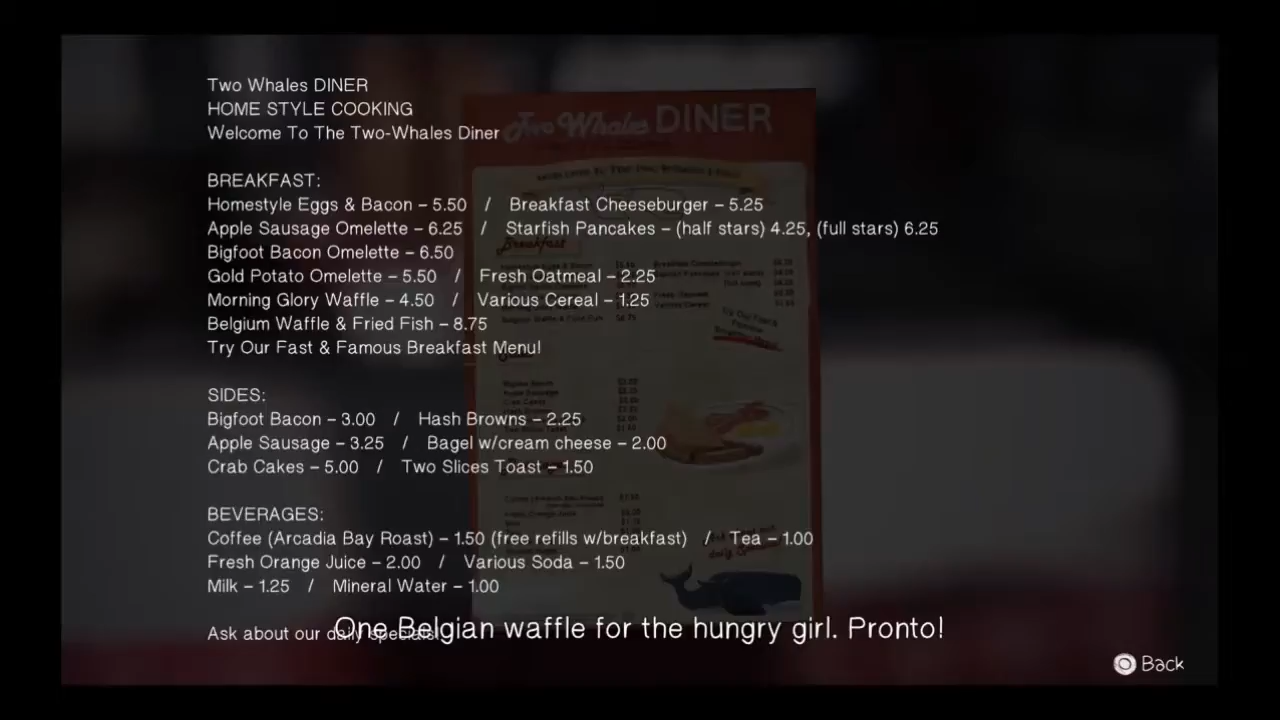 Two Whales DINER
HOME STYLE COOKING
Welcome To The Two-Whales Diner
Two Whales DINER
BREAKFAST:
Homestyle Eggs & Bacon – 5.50 / Breakfast Cheeseburger – 5.25
Apple Sausage Omelette – 6.25 / Starfish Pancakes – (half stars) 4.25, (full stars) 6.25
Bigfoot Bacon Omelette – 6.50
Gold Potato Omelette – 5.50 / Fresh Oatmeal – 2.25
Morning Glory Waffle – 4.50 / Various Cereal – 1.25
Belgium Waffle & Fried Fish – 8.75
Try Our Fast & Famous Breakfast Menu!
Breakfast
SIDES:
Bigfoot Bacon – 3.00 / Hash Browns – 2.25
Apple Sausage – 3.25 / Bagel w/cream cheese – 2.00
Crab Cakes – 5.00 / Two Slices Toast – 1.50
BEVERAGES:
Coffee (Arcadia Bay Roast) – 1.50 (free refills w/breakfast) / Tea – 1.00
Fresh Orange Juice – 2.00 / Various Soda – 1.50
Milk – 1.25 / Mineral Water – 1.00
Ask about our daily specials!
One Belgian waffle for the hungry girl. Pronto!
Back